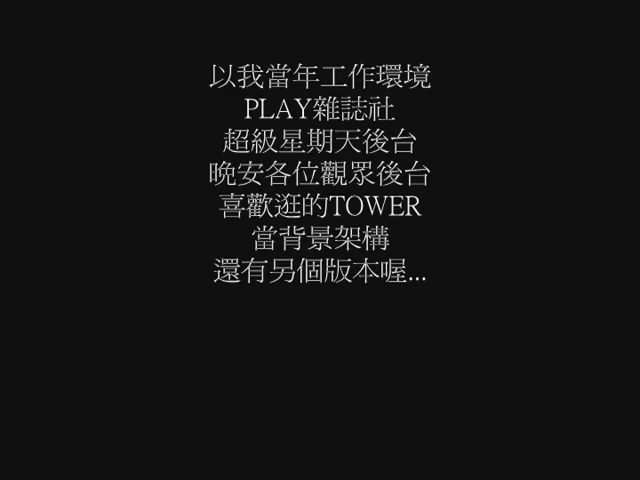 以我當年工作環境
PLAY雜誌社
超級星期天後台
晚安各位觀眾後台
喜歡逛的TOWER
當背景架構
還有另個版本喔...